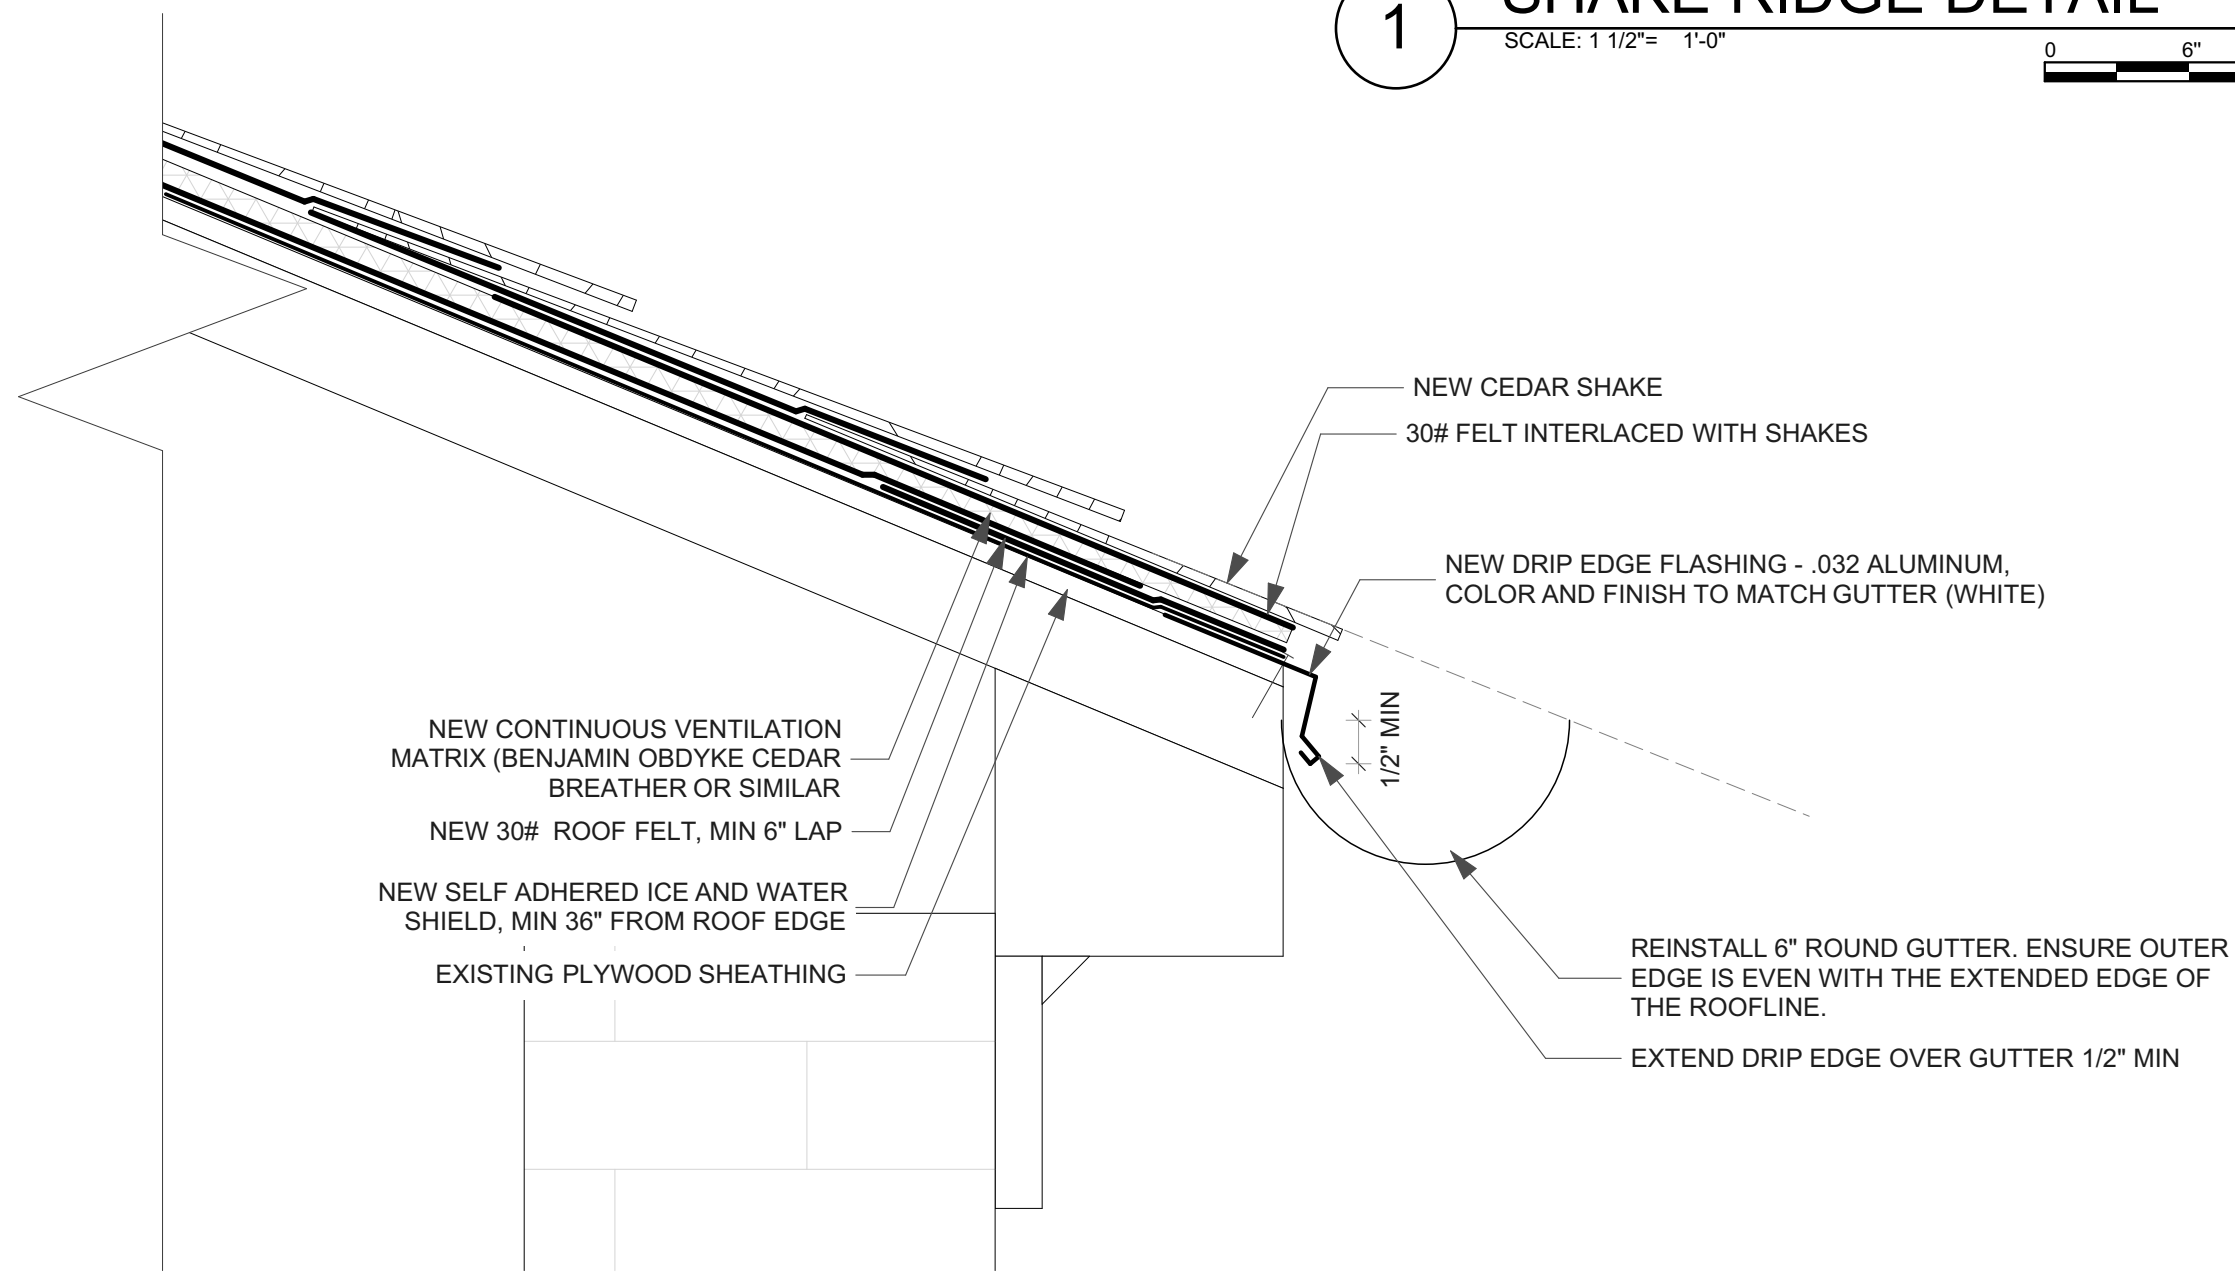 1
SHAKE RIDGE DETAIL
SCALE: 1 1/2"= 1'-0"
0 6"
NEW CEDAR SHAKE
30# FELT INTERLACED WITH SHAKES
NEW DRIP EDGE FLASHING - .032 ALUMINUM,
COLOR AND FINISH TO MATCH GUTTER (WHITE)
1/2" MIN
NEW CONTINUOUS VENTILATION
MATRIX (BENJAMIN OBDYKE CEDAR
BREATHER OR SIMILAR
NEW 30# ROOF FELT, MIN 6" LAP
NEW SELF ADHERED ICE AND WATER
SHIELD, MIN 36" FROM ROOF EDGE
EXISTING PLYWOOD SHEATHING
REINSTALL 6" ROUND GUTTER. ENSURE OUTER
EDGE IS EVEN WITH THE EXTENDED EDGE OF
THE ROOFLINE.
EXTEND DRIP EDGE OVER GUTTER 1/2" MIN